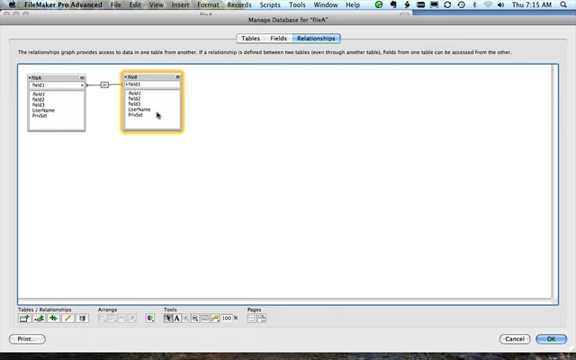 FileMaker Pro Advanced File Edit View Insert Format Records Scripts Tools Window Help Thu 7:15 AM
Manage Database for "fileA"
Tables Fields Relationships
The relationships graph provides access to data in one table from another. If a relationship is defined between two tables (even through another table), fields from one table can be accessed from the other.
fileA
field1
field1
field2
field3
UserName
PrivSet
fileB
field1
field1
field2
field3
UserName
PrivSet
Tables / Relationships Arrange Tools Pages
A 100 %
Print... Cancel OK